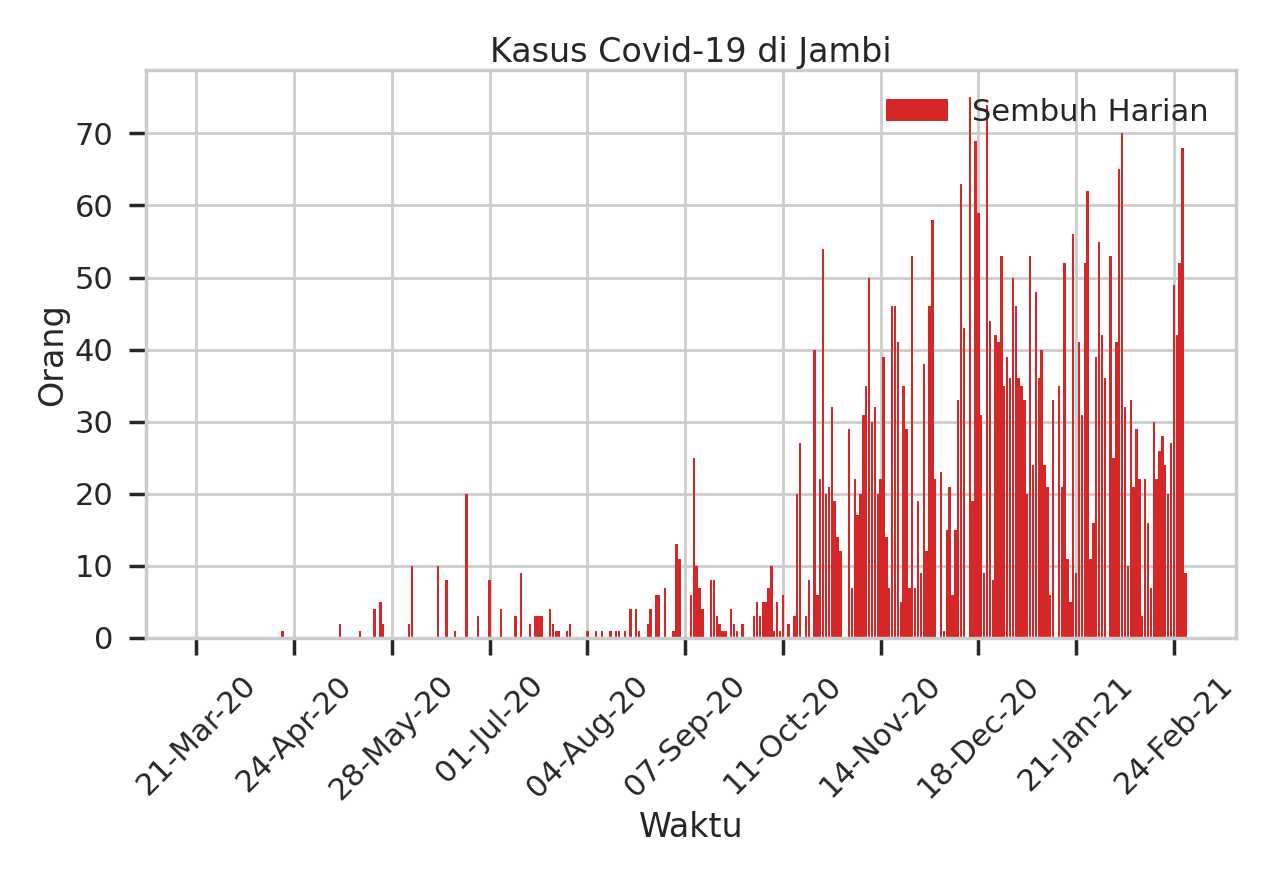 Kasus Covid-19 di Jambi
Sembuh Harian
70
60
50
40
30
20
10
0
Orang
21-Mar-20
24-Apr-20
28-May-20
01-Jul-20
04-Aug-20
07-Sep-20
11-Oct-20
14-Nov-20
18-Dec-20
21-Jan-21
24-Feb-21
Waktu